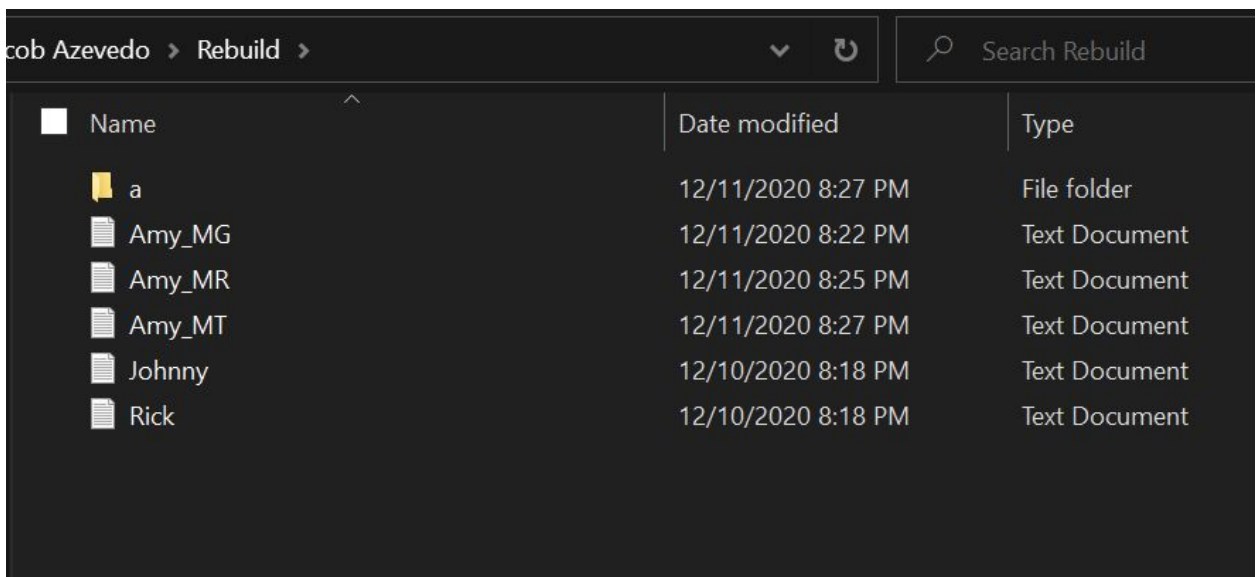 cob Azevedo > Rebuild > Search Rebuild
Name Date modified Type
a 12/11/2020 8:27 PM File folder
Amy_MG 12/11/2020 8:22 PM Text Document
Amy_MR 12/11/2020 8:25 PM Text Document
Amy_MT 12/11/2020 8:27 PM Text Document
Johnny 12/10/2020 8:18 PM Text Document
Rick 12/10/2020 8:18 PM Text Document